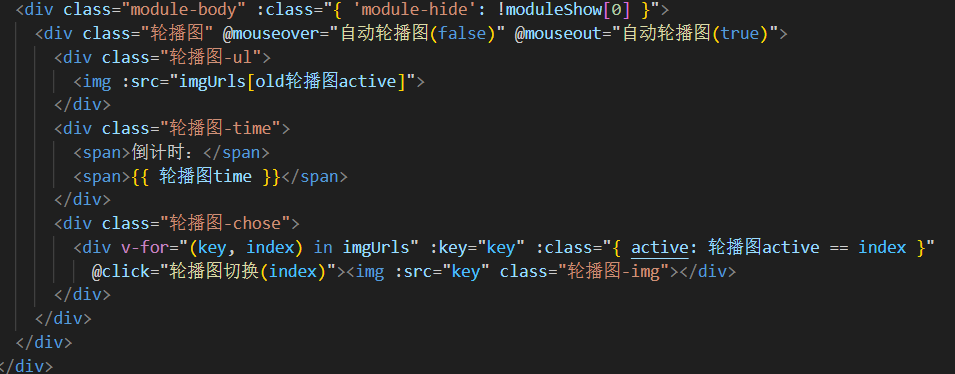 <div class="module-body" :class="{ 'module-hide': !moduleShow[0] }">
<div class="轮播图" @mouseover="自动轮播图(false)" @mouseout="自动轮播图(true)">
<div class="轮播图-ul">
<img :src="imgUrls[old轮播图active]">
</div>
<div class="轮播图-time">
<span>倒计时：</span>
<span>{{ 轮播图time }}</span>
</div>
<div class="轮播图-chose">
<div v-for="(key, index) in imgUrls" :key="key" :class="{ active: 轮播图active == index }"
@click="轮播图切换(index)"><img :src="key" class="轮播图-img"></div>
</div>
</div>
</div>
</div>